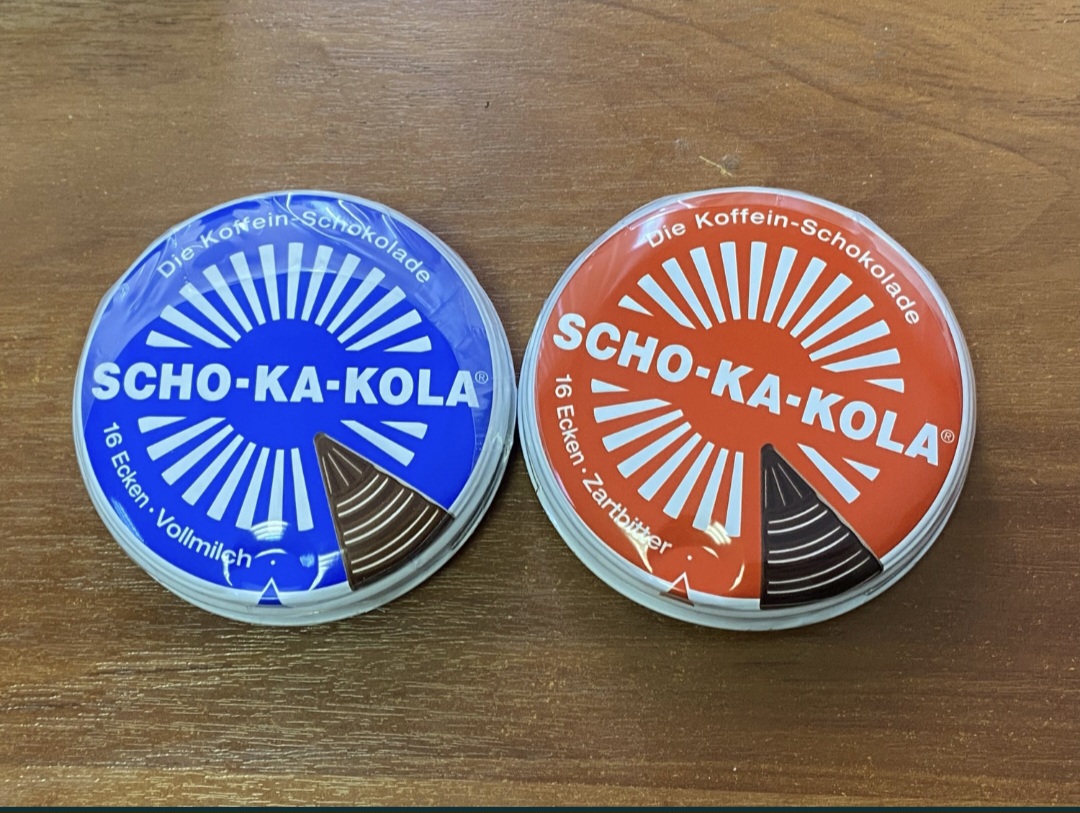 Die Koffein-Schokolade
SCHO-KA-KOLA®
16 Ecken · Vollmilch
Die Koffein-Schokolade
SCHO-KA-KOLA®
16 Ecken · Zartbitter